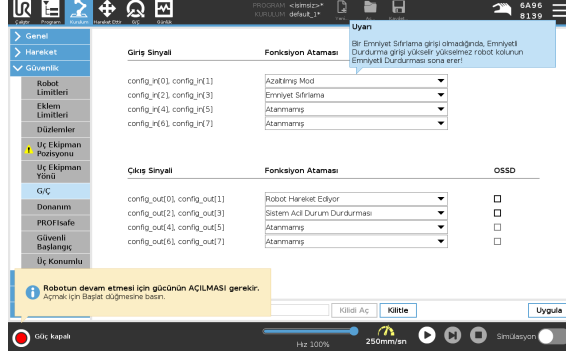 PROGRAM <isimsiz>*
KURULUM default_1*
6A96
8139
Çalıştır Program Kurulum Hareket Ettir G/Ç Günlük
Genel
Hareket
Güvenlik
Robot
Limitleri
Eklem
Limitleri
Düzlemler
Uç Ekipman
Pozisyonu
Uç Ekipman
Yönü
G/Ç
Donanım
PROFIsafe
Güvenli
Başlangıç
Üç Konumlu
Uyarı
Bir Emniyet Sıfırlama girişi olmadığında, Emniyetli
Durdurma girişi yükselir yükselmez robot kolunun
Emniyetli Durdurması sona erer!
Giriş Sinyali Fonksiyon Ataması
config_in[0], config_in[1] Azaltılmış Mod
config_in[2], config_in[3] Emniyet Sıfırlama
config_in[4], config_in[5] Atanmamış
config_in[6], config_in[7] Atanmamış
Çıkış Sinyali Fonksiyon Ataması OSSD
config_out[0], config_out[1] Robot Hareket Ediyor
config_out[2], config_out[3] Sistem Acil Durum Durdurması
config_out[4], config_out[5] Atanmamış
config_out[6], config_out[7] Atanmamış
Robotun devam etmesi için gücünün AÇILMASI gerekir.
Açmak için Başlat düğmesine basın.
Kilidi Aç Kilitle Uygula
Güç kapalı
Hız 100%
250mm/sn
Simülasyon